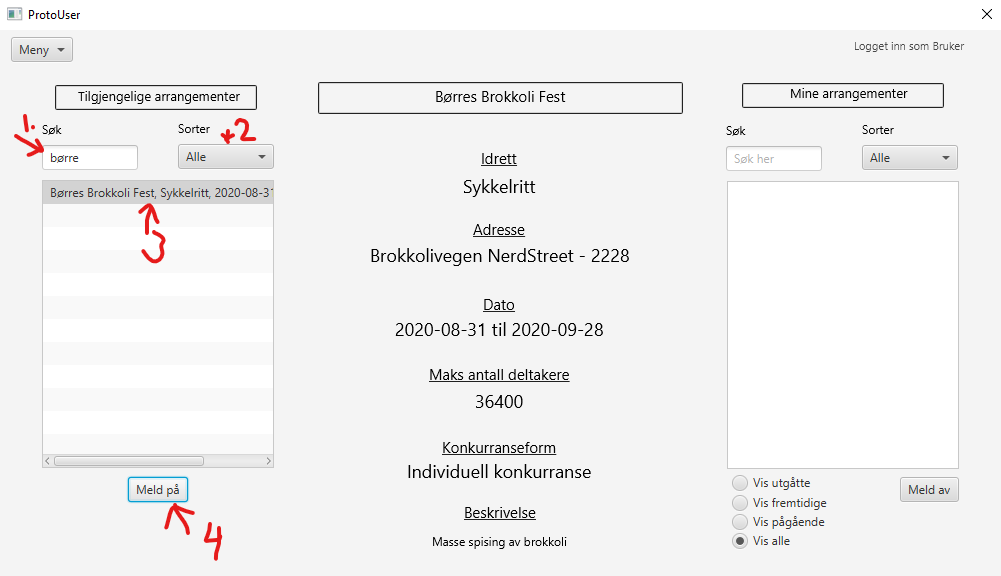 ProtoUser
Meny
Logget inn som Bruker
Tilgjengelige arrangementer
1.
Søk
Sorter
*2
børre
Alle
Børres Brokkoli Fest, Sykkelritt, 2020-08-31
3
Meld på
4
Børres Brokkoli Fest
Idrett
Sykkelritt
Adresse
Brokkolivegen NerdStreet - 2228
Dato
2020-08-31 til 2020-09-28
Maks antall deltakere
36400
Konkurranseform
Individuell konkurranse
Beskrivelse
Masse spising av brokkoli
Mine arrangementer
Søk
Sorter
Søk her
Alle
Vis utgåtte
Vis fremtidige
Vis pågående
Vis alle
Meld av